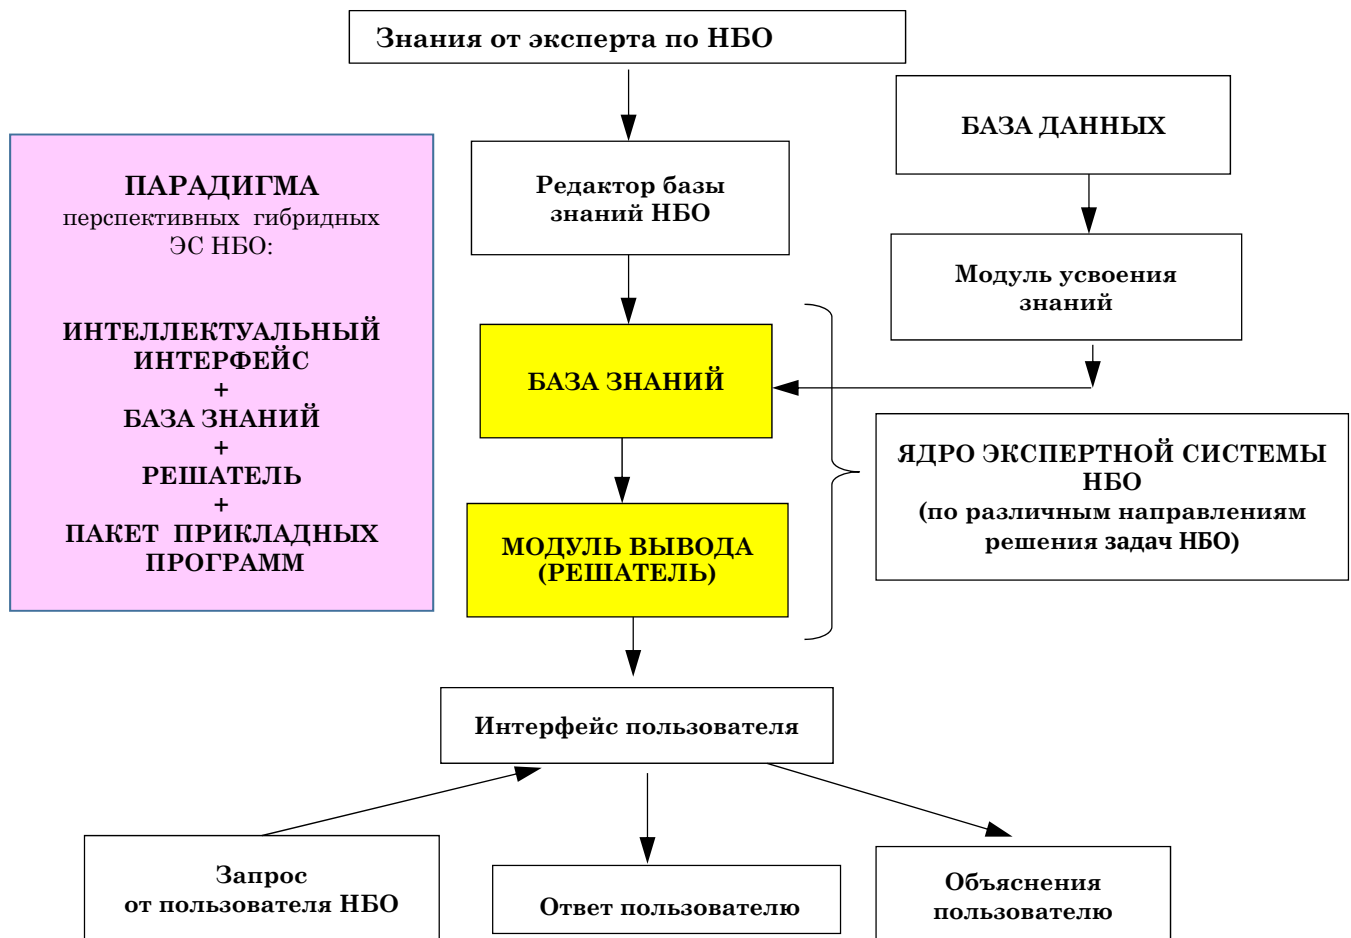 Знания от эксперта по НБО
БАЗА ДАННЫХ
ПАРАДИГМА
перспективных гибридных
ЭС НБО:
ИНТЕЛЛЕКТУАЛЬНЫЙ
ИНТЕРФЕЙС
+
БАЗА ЗНАНИЙ
+
РЕШАТЕЛЬ
+
ПАКЕТ ПРИКЛАДНЫХ
ПРОГРАММ
Редактор базы
знаний НБО
Модуль усвоения
знаний
БАЗА ЗНАНИЙ
ЯДРО ЭКСПЕРТНОЙ СИСТЕМЫ
НБО
(по различным направлениям
решения задач НБО)
МОДУЛЬ ВЫВОДА
(РЕШАТЕЛЬ)
Интерфейс пользователя
Запрос
от пользователя НБО
Ответ пользователю
Объяснения
пользователю